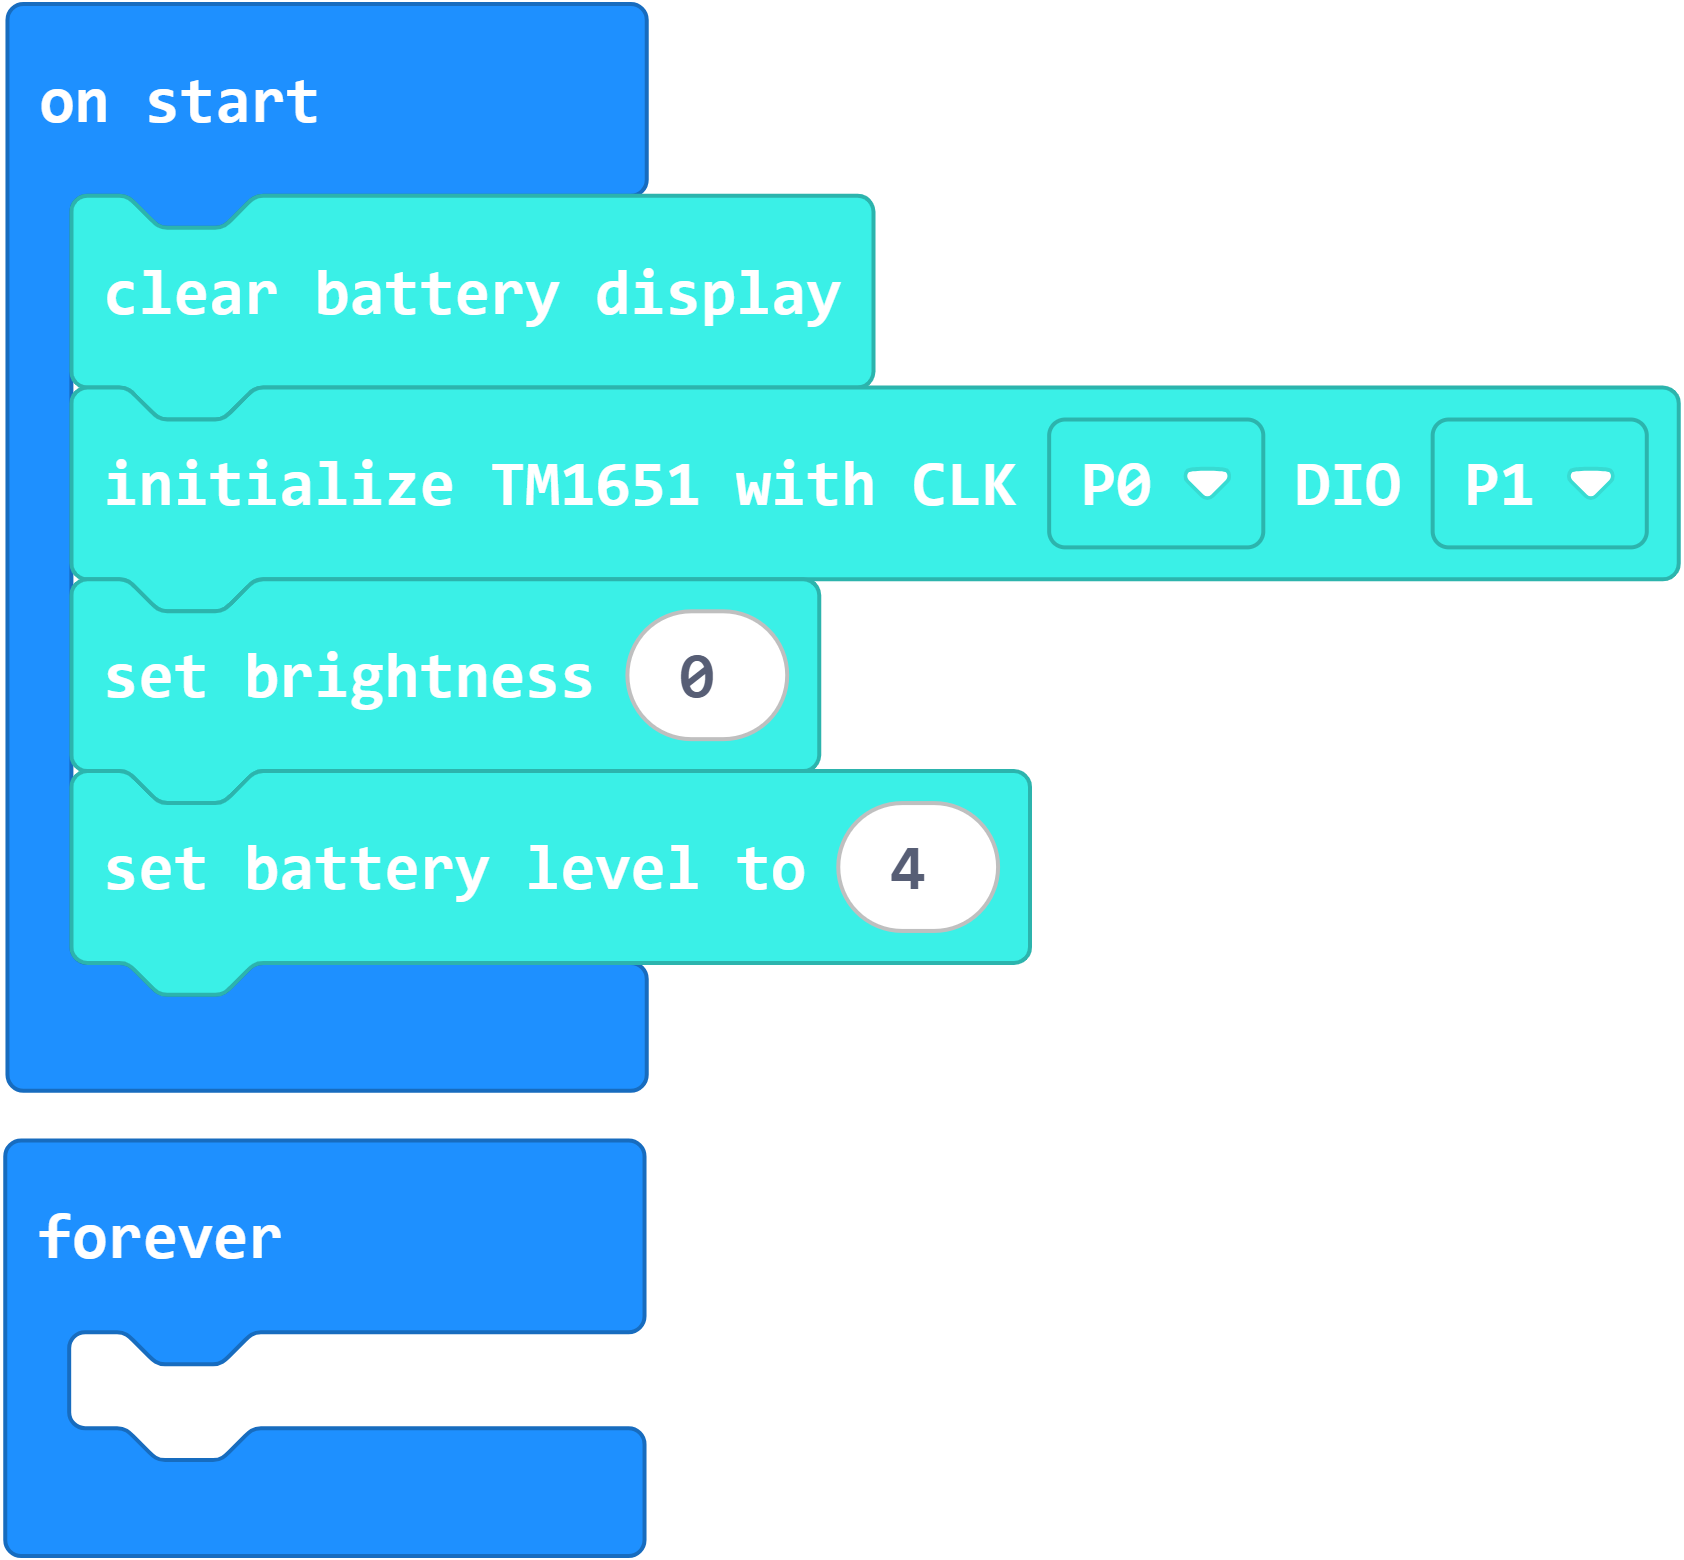 on start
clear battery display
initialize TM1651 with CLK P0 DIO P1
set brightness 0
set battery level to 4
forever